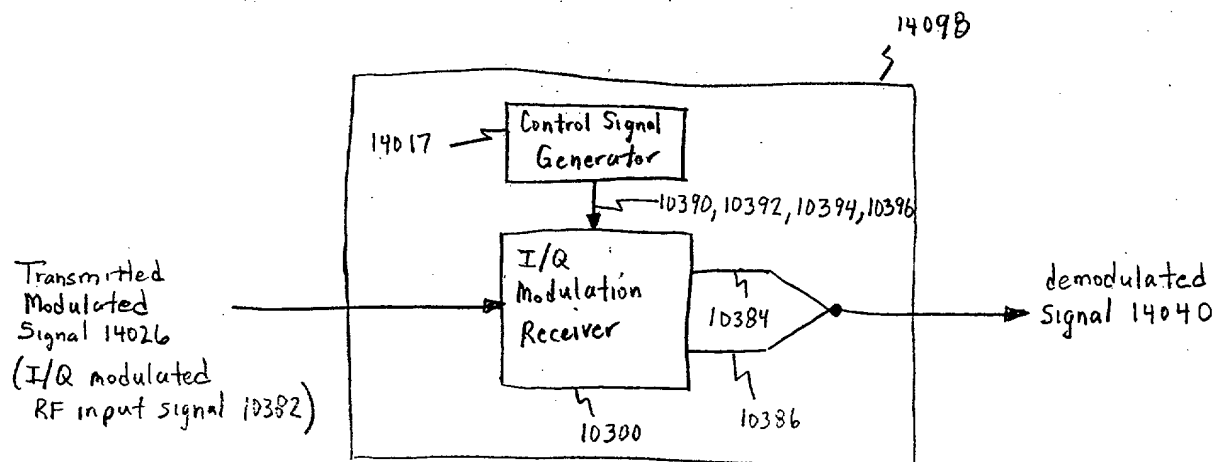 14098
Control Signal
Generator
14017
10390, 10392, 10394, 10396
I/Q
Modulation
Receiver
Transmitted
Modulated
Signal 14026
(I/Q modulated
RF input signal 10382)
10384
10386
10300
demodulated
Signal 14040